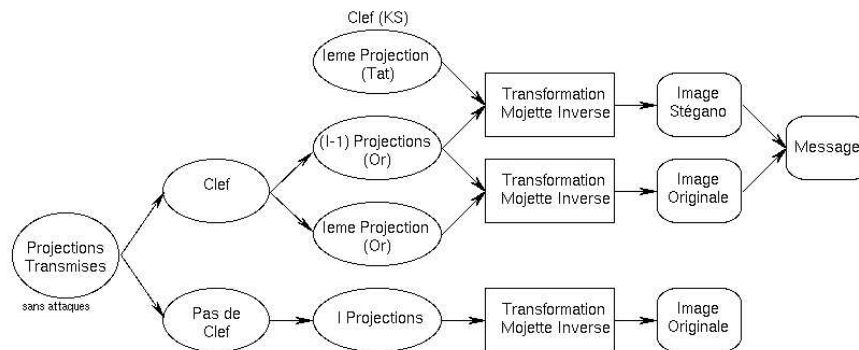 Clef (KS)
Ieme Projection
(Tat)
Transformation
Mojette Inverse
Image
Stégano
(I-1) Projections
(Or)
Message
Clef
Transformation
Mojette Inverse
Image
Originale
Ieme Projection
(Or)
Projections
Transmises
sans attaques
Pas de
Clef
I Projections
Transformation
Mojette Inverse
Image
Originale